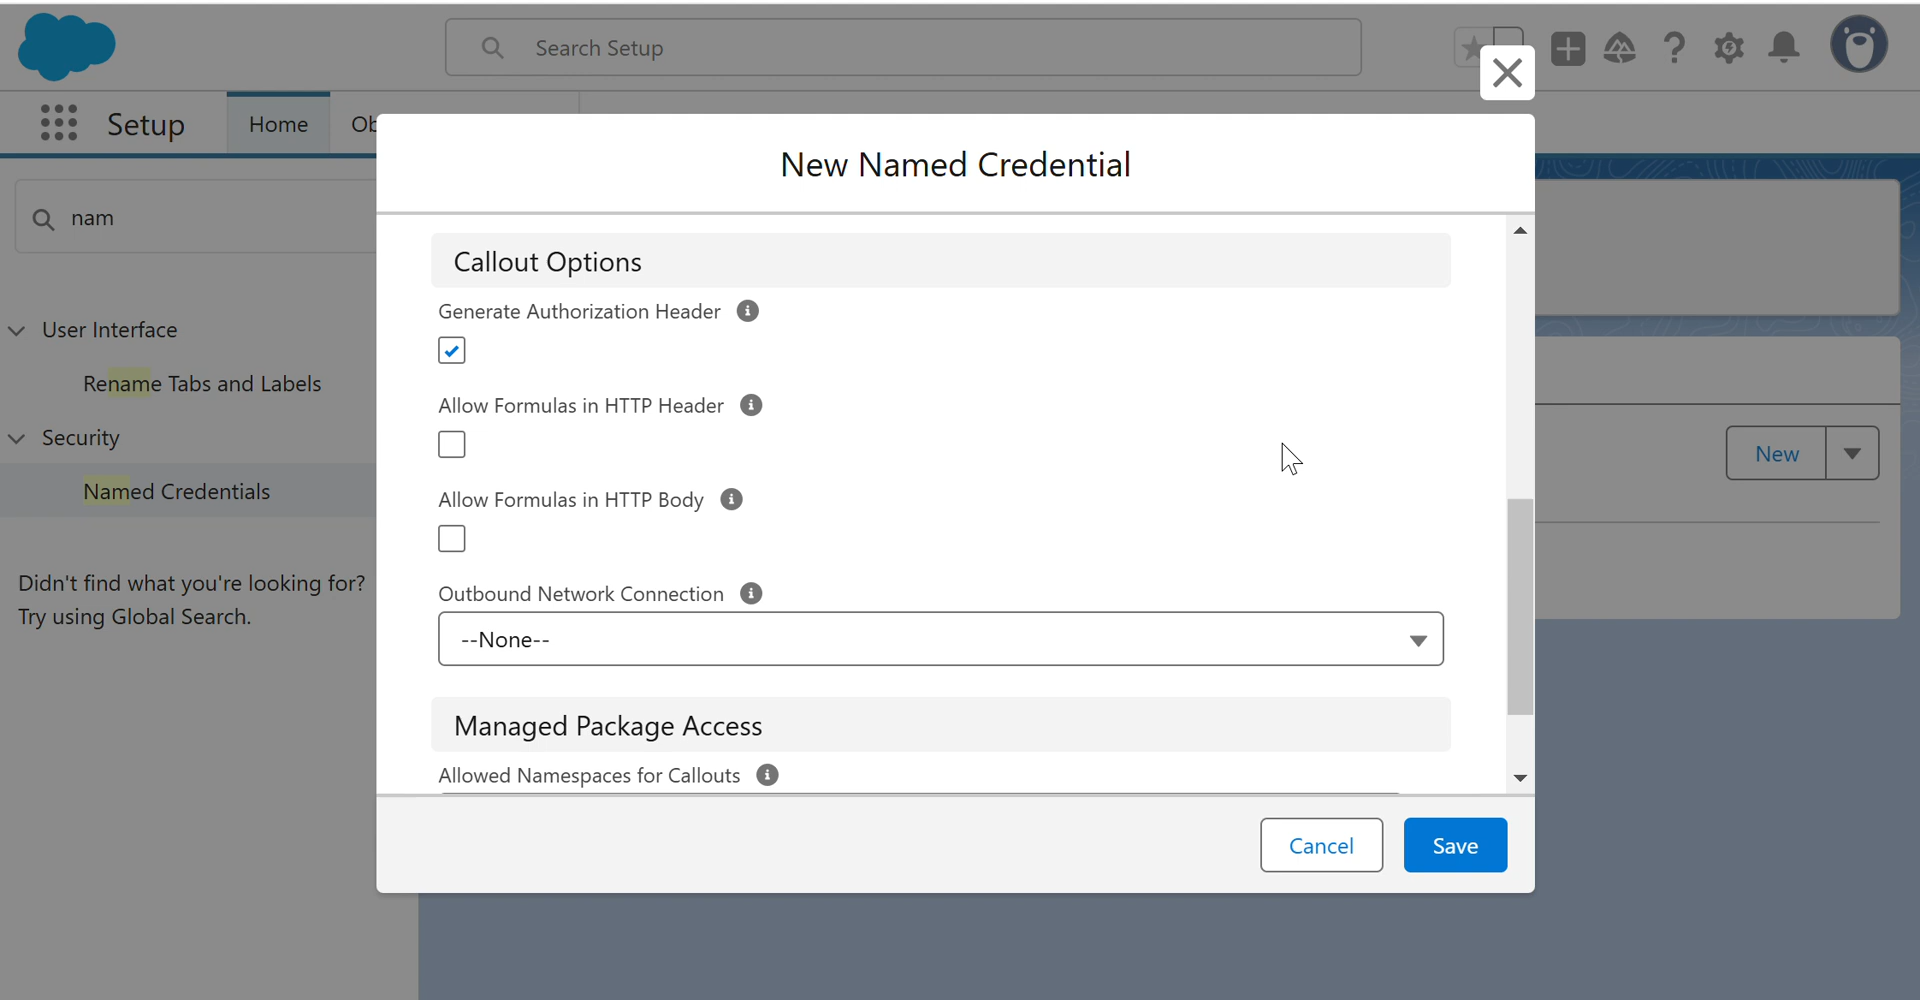 Search Setup
Setup
Home
Ob
nam
User Interface
Rename Tabs and Labels
Security
Named Credentials
Didn't find what you're looking for?
Try using Global Search.
New Named Credential
Callout Options
Generate Authorization Header
Allow Formulas in HTTP Header
Allow Formulas in HTTP Body
Outbound Network Connection
--None--
Managed Package Access
Allowed Namespaces for Callouts
Cancel
Save
New